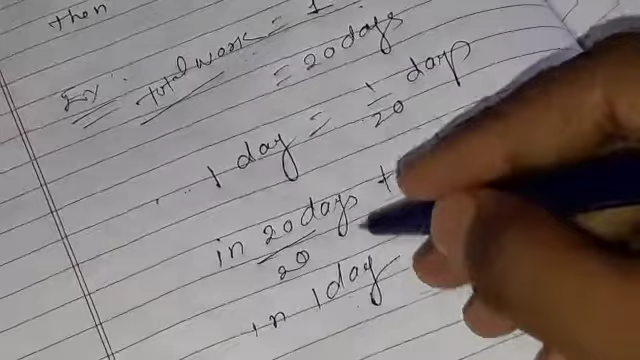 then
Ex: Total work = 1
= 20 days
1 day = 1/20 days
in 20 days
20
in 1 day